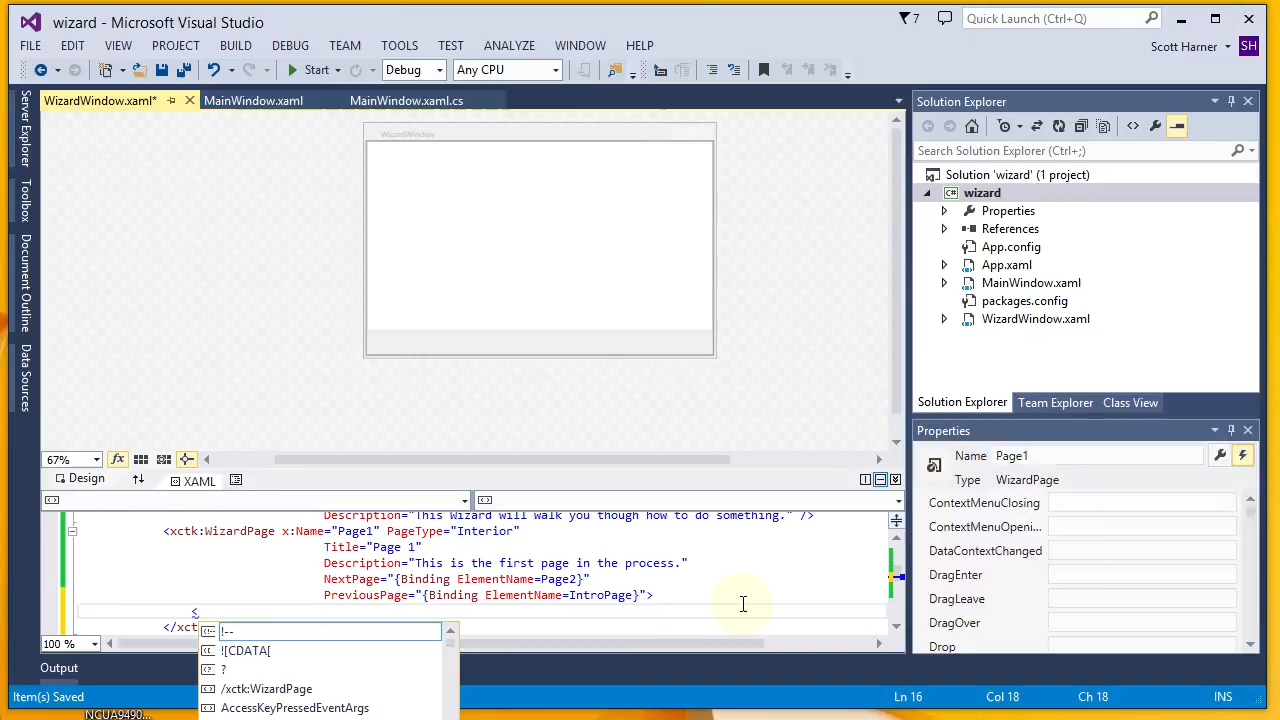 wizard - Microsoft Visual Studio
7
Quick Launch (Ctrl+Q)
FILE EDIT VIEW PROJECT BUILD DEBUG TEAM TOOLS TEST ANALYZE WINDOW HELP
Scott Harner SH
Start Debug Any CPU
WizardWindow.xaml* MainWindow.xaml MainWindow.xaml.cs
Server Explorer
Toolbox
Document Outline
Data Sources
WizardWindow
67% fx
Design XAML
Description="This Wizard will walk you though how to do something." />
<xctk:WizardPage x:Name="Page1" PageType="Interior"
Title="Page 1"
Description="This is the first page in the process."
NextPage="{Binding ElementName=Page2}"
PreviousPage="{Binding ElementName=IntroPage}">
<
</xct
!--
![CDATA[
?
/xctk:WizardPage
AccessKeyPressedEventArgs
100 %
Output
Solution Explorer
Search Solution Explorer (Ctrl+;)
Solution 'wizard' (1 project)
C# wizard
Properties
References
App.config
App.xaml
MainWindow.xaml
packages.config
WizardWindow.xaml
Solution Explorer Team Explorer Class View
Properties
Name Page1
Type WizardPage
ContextMenuClosing
ContextMenuOpeni...
DataContextChanged
DragEnter
DragLeave
DragOver
Drop
Item(s) Saved Ln 16 Col 18 Ch 18 INS
NCUA9490...